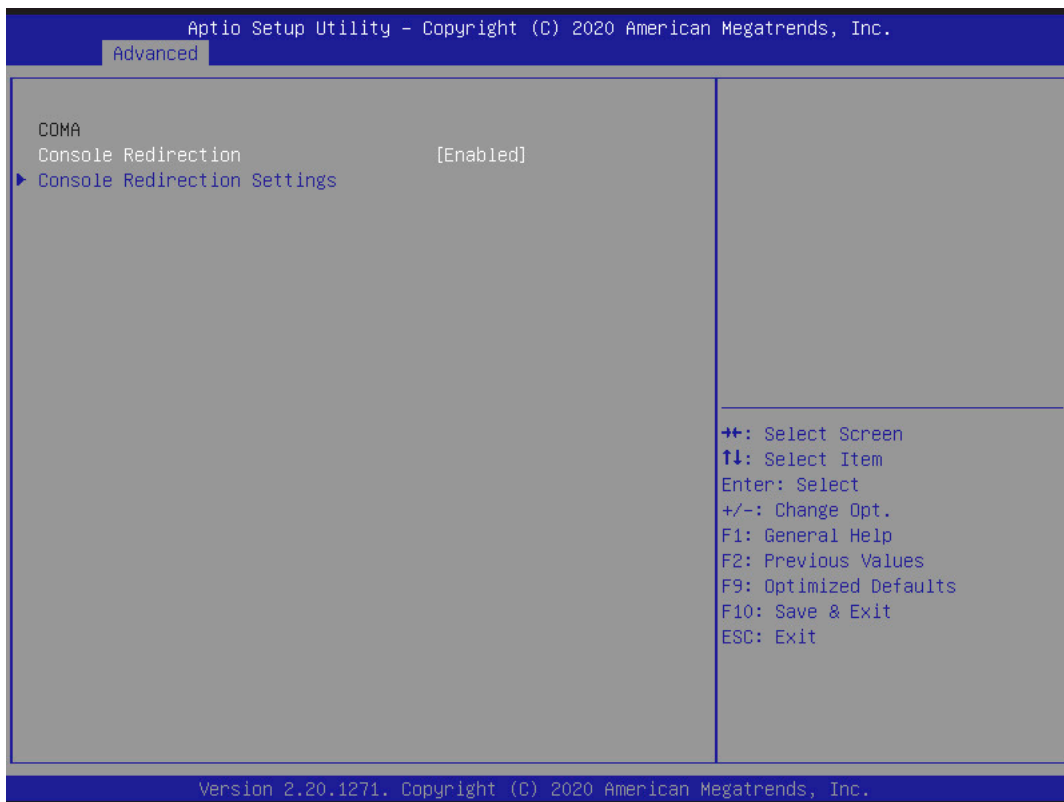 Aptio Setup Utility – Copyright (C) 2020 American Megatrends, Inc.
Advanced
COMA
Console Redirection [Enabled]
▶ Console Redirection Settings
→←: Select Screen
↑↓: Select Item
Enter: Select
+/-: Change Opt.
F1: General Help
F2: Previous Values
F9: Optimized Defaults
F10: Save & Exit
ESC: Exit
Version 2.20.1271. Copyright (C) 2020 American Megatrends, Inc.